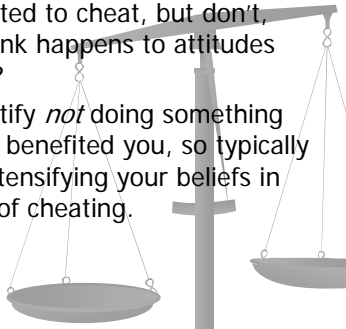 ted to cheat, but don't,
nk happens to attitudes
?
tify not doing something
benefited you, so typically
tensifying your beliefs in
of cheating.